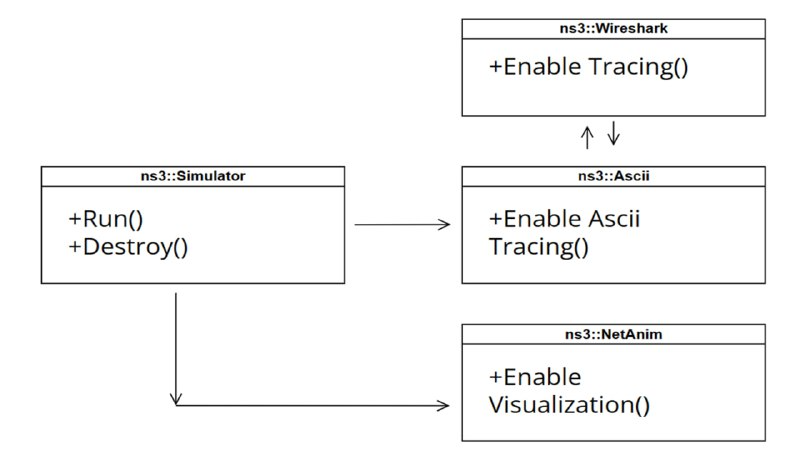 ns3::Wireshark
+Enable Tracing()
ns3::Simulator
+Run()
+Destroy()
ns3::Ascii
+Enable Ascii
Tracing()
ns3::NetAnim
+Enable
Visualization()